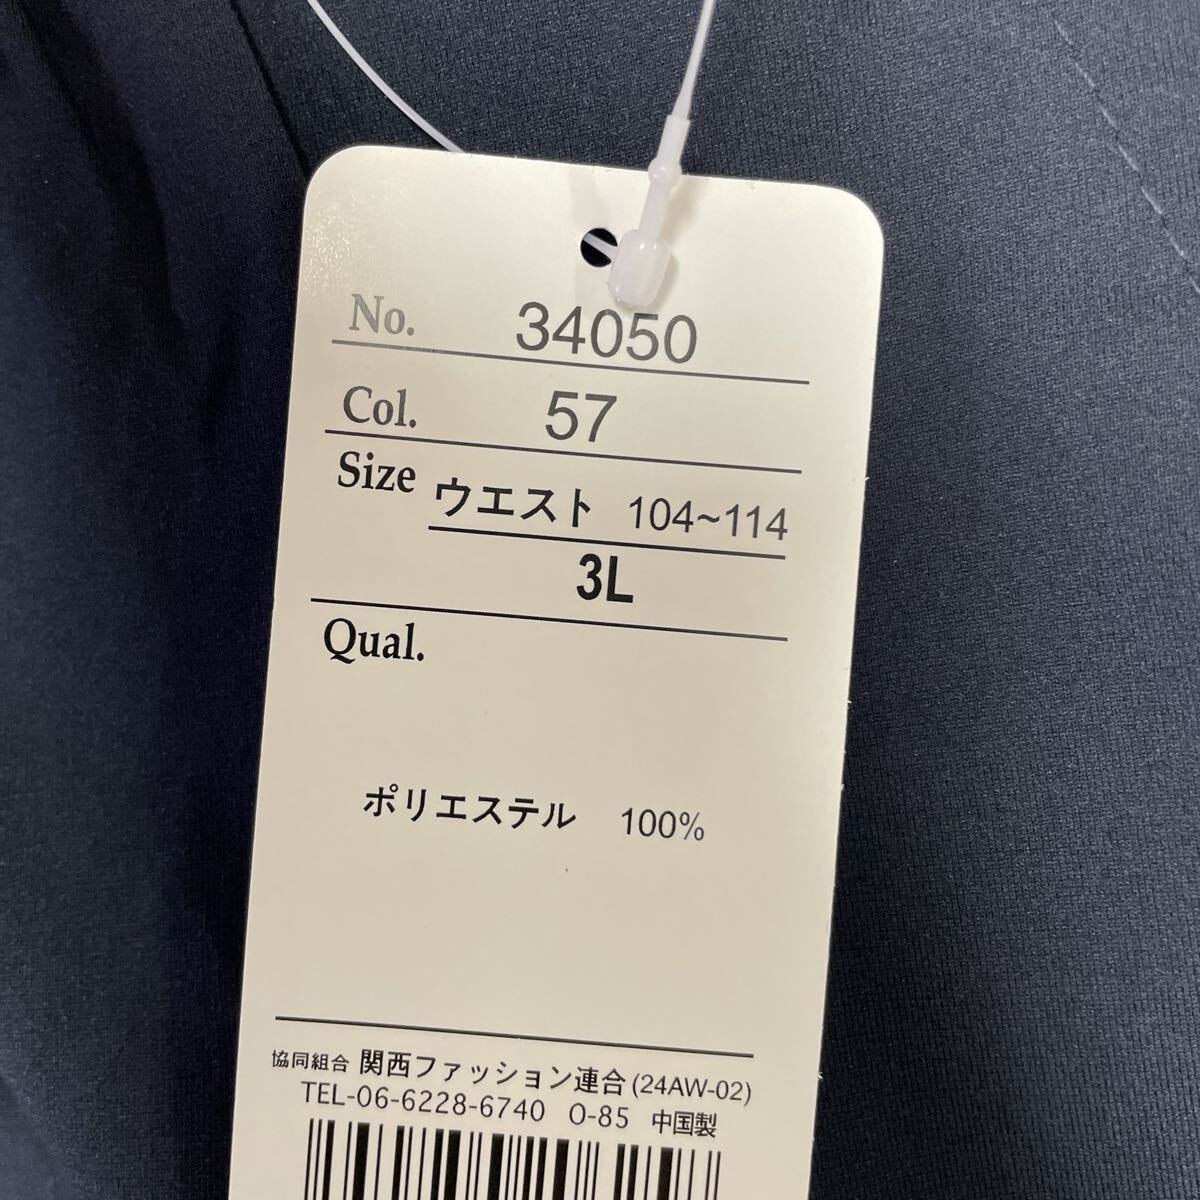 No. 34050
Col. 57
Size ウエスト 104~114
3L
Qual.
ポリエステル 100%
協同組合 関西ファッション連合 (24AW-02)
TEL-06-6228-6740 O-85 中国製